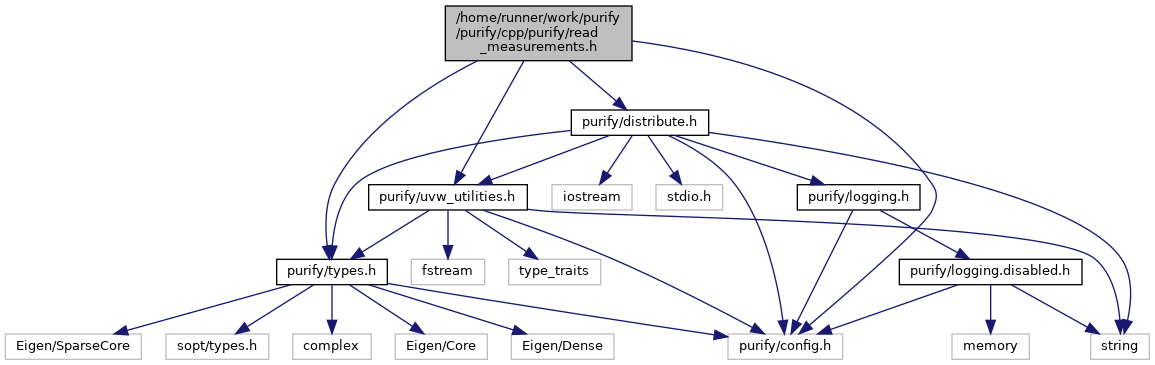 /home/runner/work/purify
/purify/cpp/purify/read
_measurements.h
purify/distribute.h
purify/uvw_utilities.h
iostream
stdio.h
purify/logging.h
purify/types.h
fstream
type_traits
purify/logging.disabled.h
Eigen/SparseCore
sopt/types.h
complex
Eigen/Core
Eigen/Dense
purify/config.h
memory
string